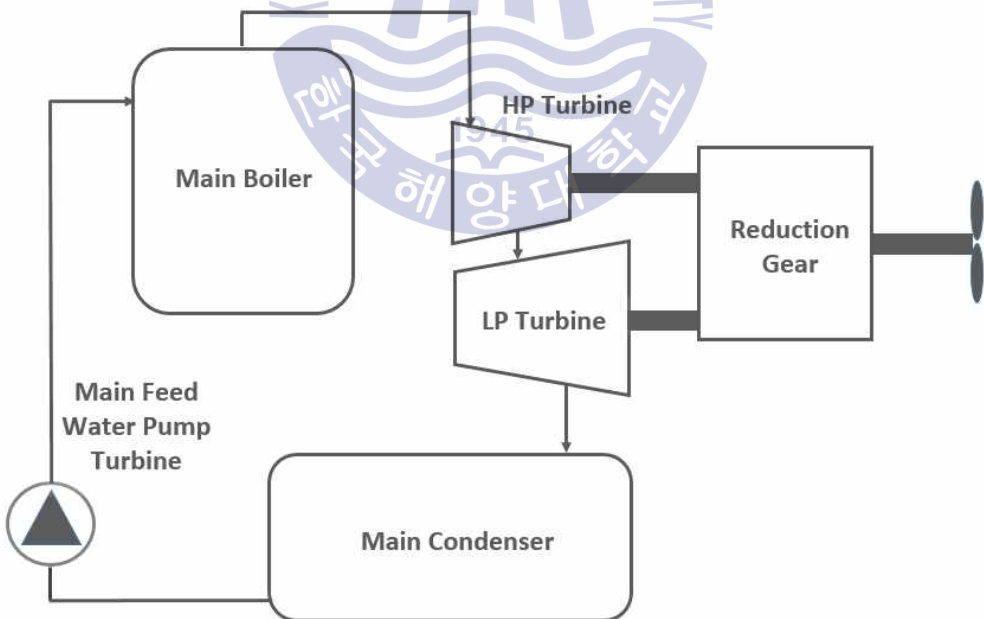 HP Turbine
1945
Main Boiler
해양대학교
Reduction
Gear
LP Turbine
Main Feed
Water Pump
Turbine
Main Condenser